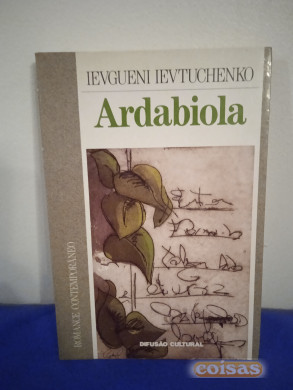 IEVGUENI IEVTUCHENKO
Ardabiola
ROMANCE CONTEMPORÂNEO
DIFUSÃO CULTURAL
coisas